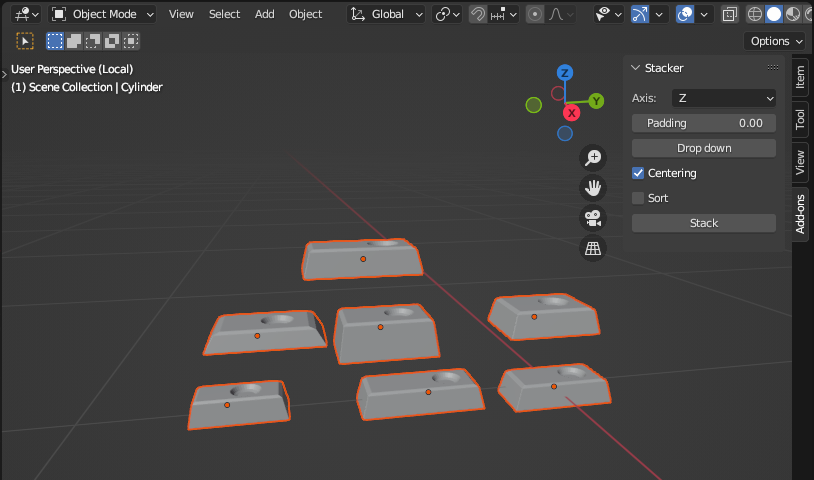 Object Mode
View
Select
Add
Object
Global
Options
User Perspective (Local)
(1) Scene Collection | Cylinder
Z
Y
X
Stacker
Axis:
Z
Padding 0.00
Drop down
Centering
Sort
Stack
Item
Tool
View
Add-ons